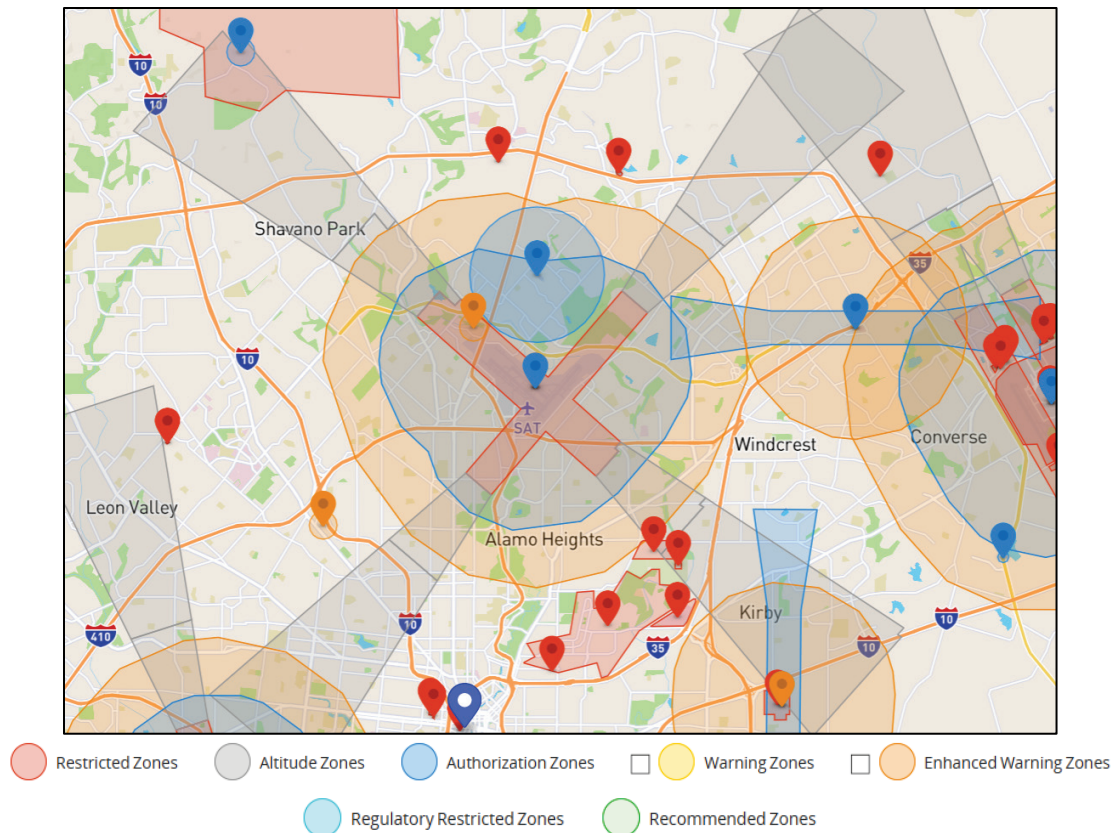 10
10
Shavano Park
35
10
SAT
Windcrest
Converse
Leon Valley
Alamo Heights
Kirby
10
10
410
35
10
Restricted Zones
Altitude Zones
Authorization Zones
Warning Zones
Enhanced Warning Zones
Regulatory Restricted Zones
Recommended Zones